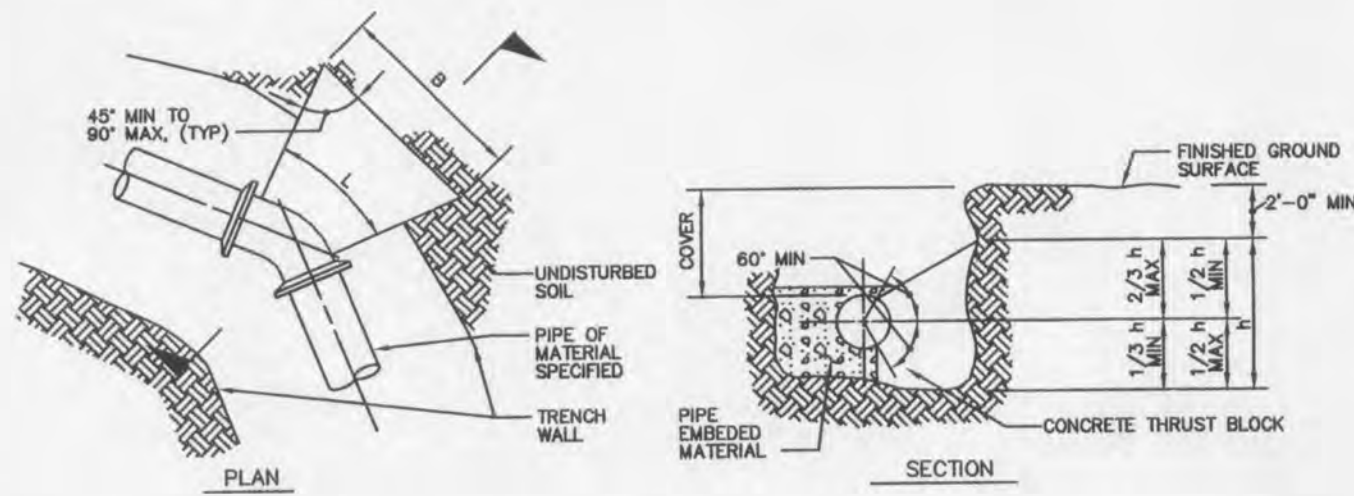 45° MIN TO
90° MAX, (TYP)
B
L
UNDISTURBED
SOIL
PIPE OF
MATERIAL
SPECIFIED
TRENCH
WALL
PLAN
FINISHED GROUND
SURFACE
2'-0" MIN
COVER
60° MIN
2/3 h
MAX
1/2 h
MIN
1/3 h
MIN
1/2 h
MAX
h
PIPE
EMBEDED
MATERIAL
CONCRETE THRUST BLOCK
SECTION